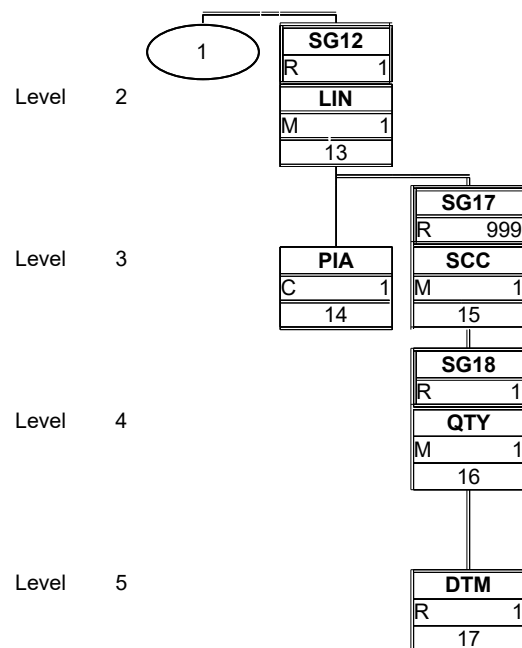 1
SG12
R 1
Level 2
LIN
M 1
13
SG17
R 999
Level 3
PIA
SCC
C 1
M 1
14
15
SG18
R 1
Level 4
QTY
M 1
16
Level 5
DTM
R 1
17